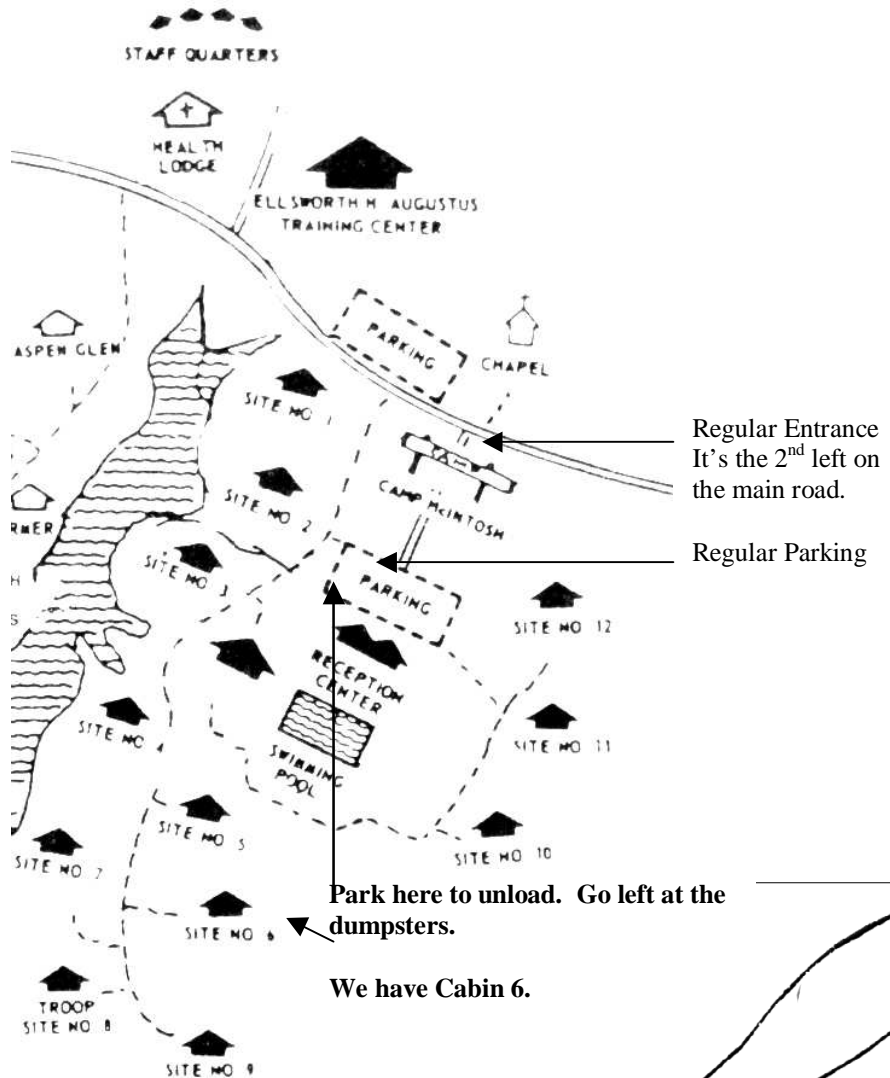 STAFF QUARTERS
HEALTH
LODGE
ELLSWORTH H. AUGUSTUS
TRAINING CENTER
ASPEN GLEN
PARKING
CHAPEL
SITE NO 1
Regular Entrance
It's the 2nd left on
the main road.
SITE NO 2
CAMP McINTOSH
RMER
SITE NO 3
Regular Parking
H
S
PARKING
SITE NO 12
RECEPTION
CENTER
SITE NO 4
SITE NO 11
SWIMMING
POOL
SITE NO 5
SITE NO 7
SITE NO 10
Park here to unload. Go left at the
dumpsters.
SITE NO 6
We have Cabin 6.
TROOP
SITE NO 8
SITE NO 9